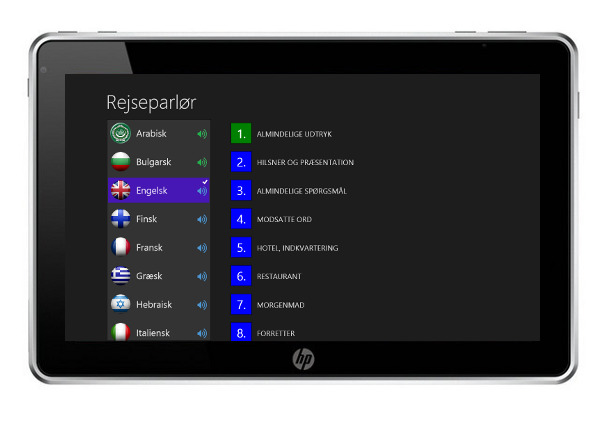 Rejseparlør
Arabisk
Bulgarsk
Engelsk
Finsk
Fransk
Græsk
Hebraisk
Italiensk
1. ALMINDELIGE UDTRYK
2. HILSNER OG PRÆSENTATION
3. ALMINDELIGE SPØRGSMÅL
4. MODSATTE ORD
5. HOTEL, INDKVARTERING
6. RESTAURANT
7. MORGENMAD
8. FORRETTER
hp